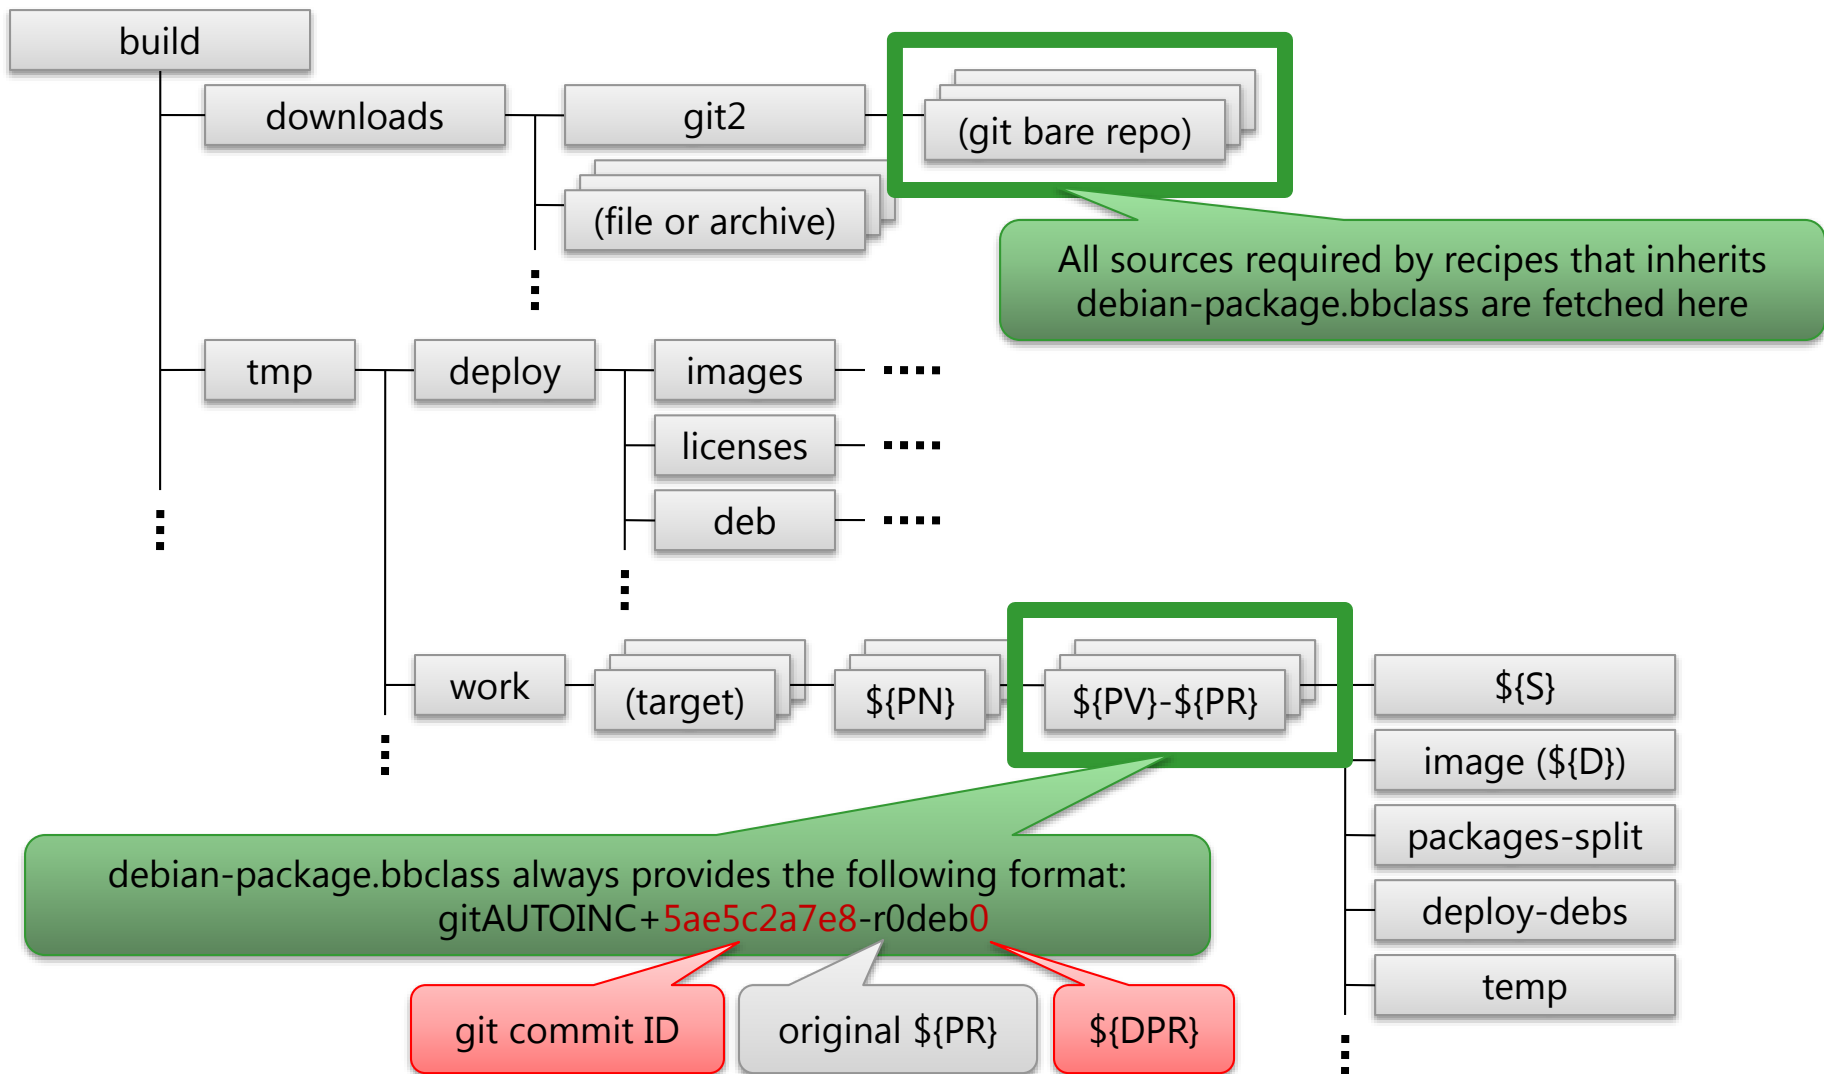 build
downloads
git2
(git bare repo)
(file or archive)
All sources required by recipes that inherits
debian-package.bbclass are fetched here
tmp
deploy
images
licenses
deb
work
(target)
${PN}
${PV}-${PR}
${S}
image (${D})
packages-split
deploy-debs
temp
debian-package.bbclass always provides the following format:
gitAUTOINC+5ae5c2a7e8-r0deb0
git commit ID
original ${PR}
${DPR}